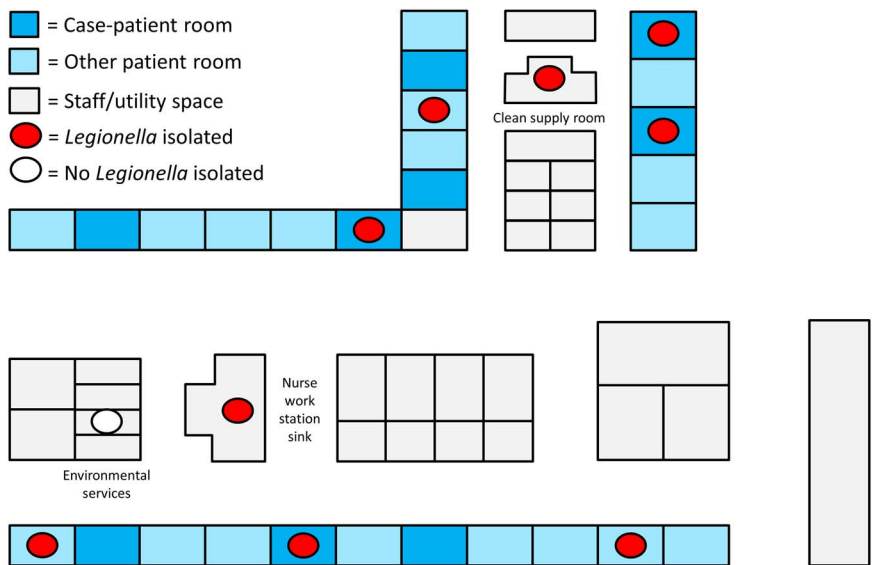 = Case-patient room
= Other patient room
= Staff/utility space
= Legionella isolated
= No Legionella isolated
Clean supply room
Nurse
work
station
sink
Environmental
services